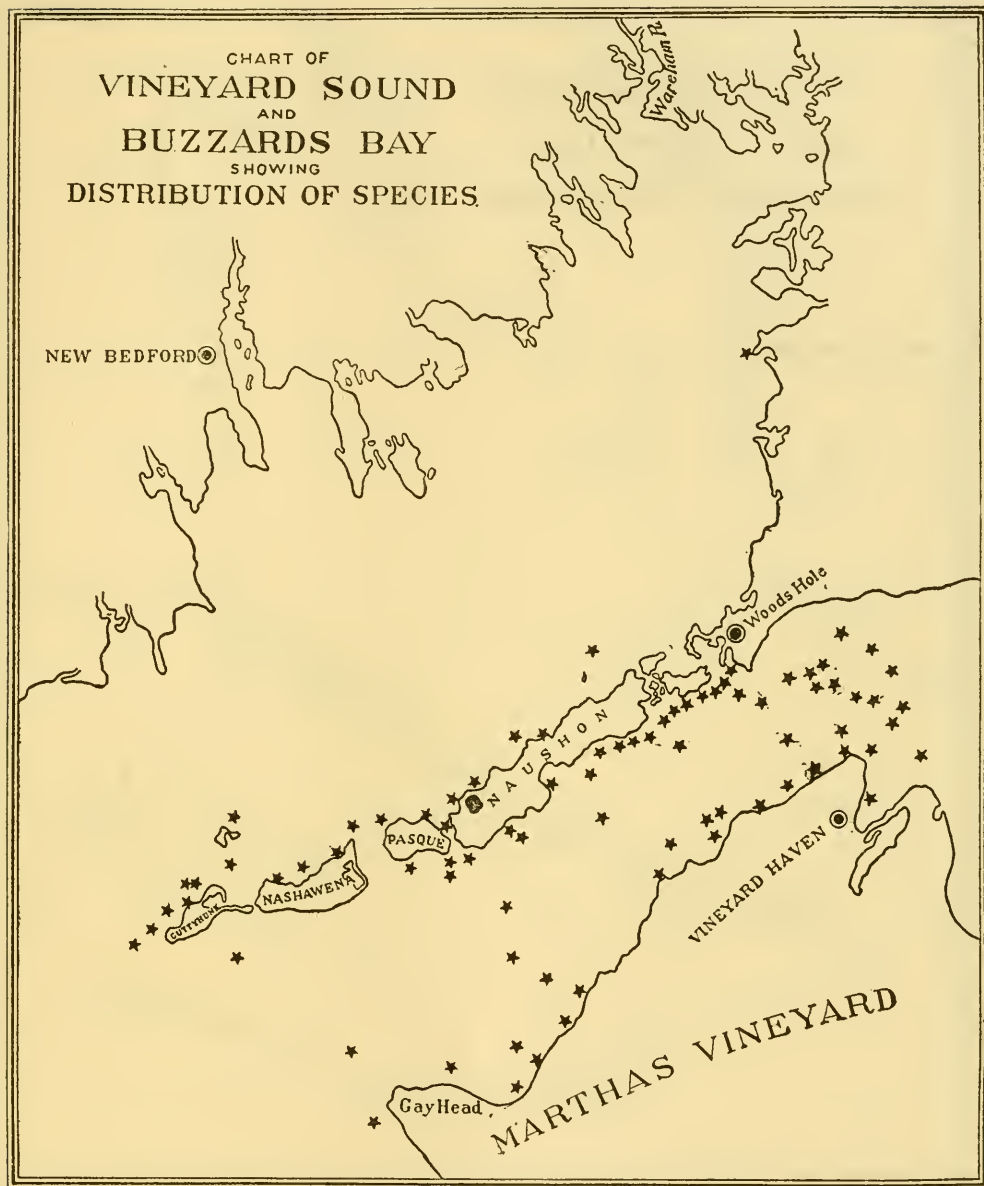 CHART OF
VINEYARD SOUND
AND
BUZZARDS BAY
SHOWING
DISTRIBUTION OF SPECIES.
Wareham R.
NEW BEDFORD
Woods Hole
NAUSHON
PASQUE
NASHAWENA
CUTTYHUNK
VINEYARD HAVEN
MARTHAS VINEYARD
Gay Head